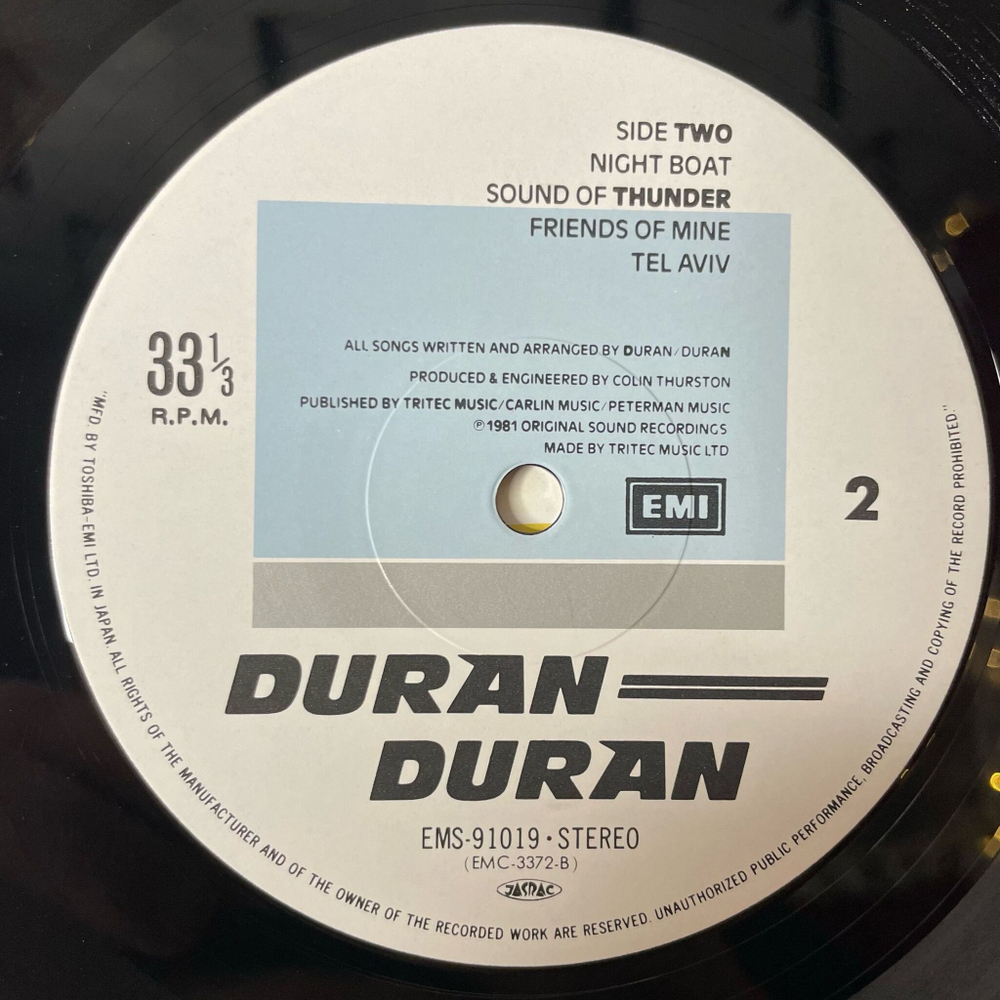 SIDE TWO
NIGHT BOAT
SOUND OF THUNDER
FRIENDS OF MINE
TEL AVIV
33 1/3
R.P.M.
ALL SONGS WRITTEN AND ARRANGED BY DURAN/DURAN
PRODUCED & ENGINEERED BY COLIN THURSTON
PUBLISHED BY TRITEC MUSIC/CARLIN MUSIC/PETERMAN MUSIC
℗1981 ORIGINAL SOUND RECORDINGS
MADE BY TRITEC MUSIC LTD
EMI
2
DURAN
DURAN
EMS-91019·STEREO
(EMC-3372-B)
JASRAC
"MFD. BY TOSHIBA-EMI LTD. IN JAPAN. ALL RIGHTS OF THE MANUFACTURER AND OF THE OWNER OF THE RECORDED WORK ARE RESERVED. UNAUTHORIZED PUBLIC PERFORMANCE, BROADCASTING AND COPYING OF THE RECORD PROHIBITED."